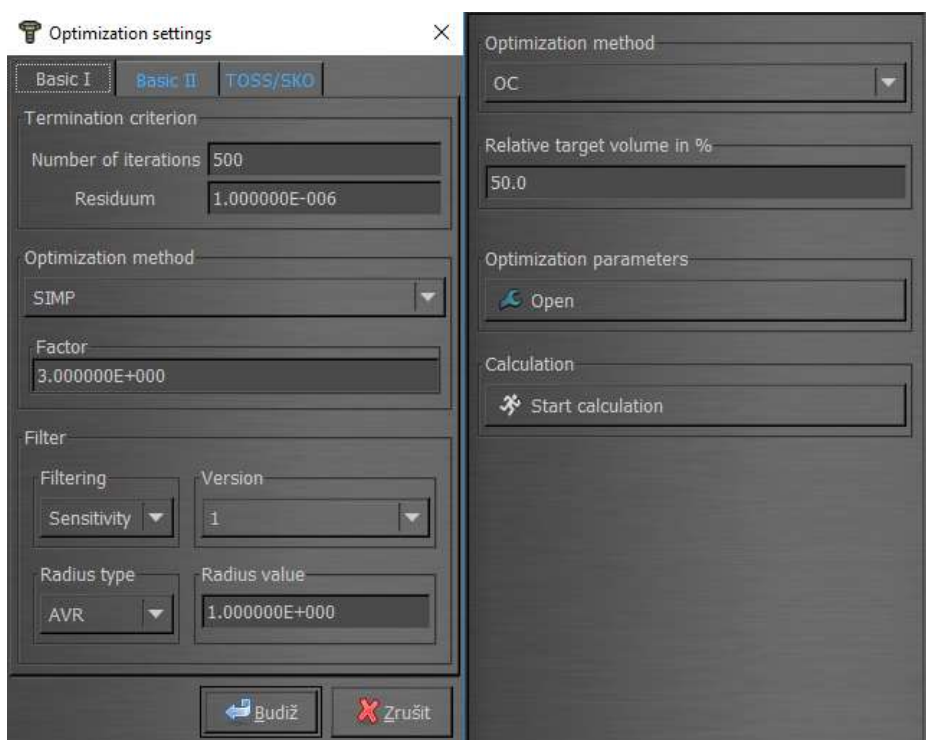 Optimization settings
Basic I
Basic II
TOSS/SKO
Termination criterion
Number of iterations 500
Residuum 1.000000E-006
Optimization method
SIMP
Factor
3.000000E+000
Filter
Filtering Version
Sensitivity 1
Radius type Radius value
AVR 1.000000E+000
Budiž Zrušit
Optimization method
OC
Relative target volume in %
50.0
Optimization parameters
Open
Calculation
Start calculation